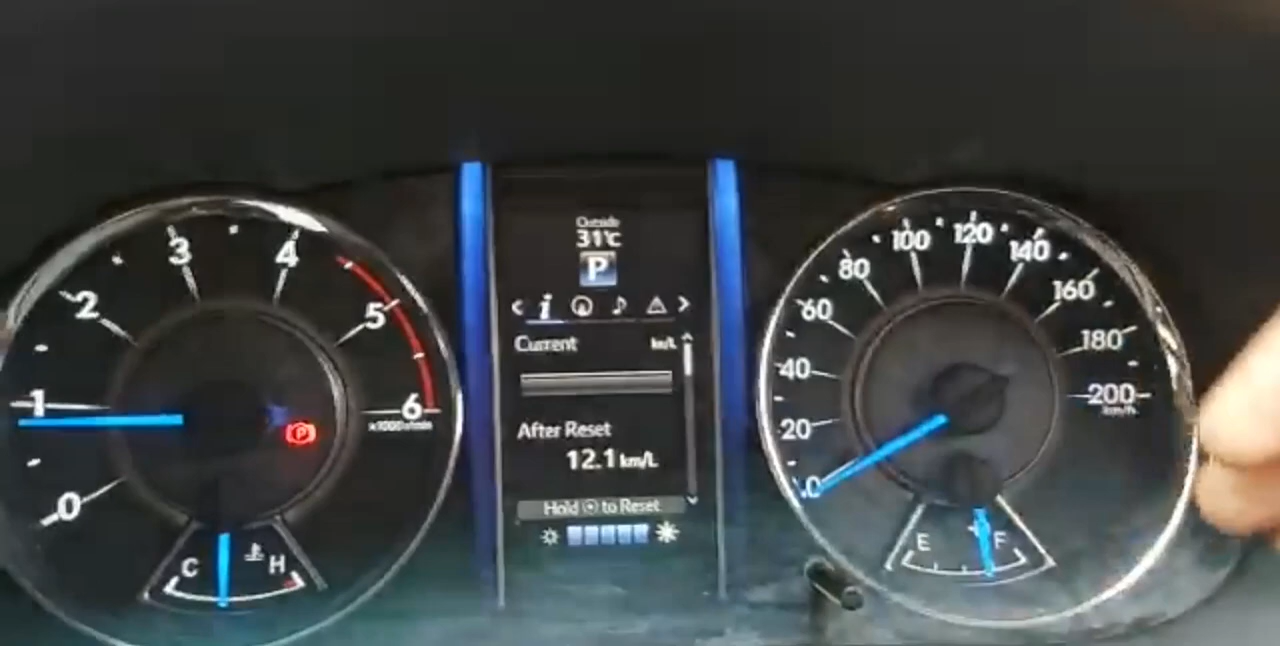 0
1
2
3
4
5
6
x1000r/min
C
H
Outside
31°C
P
< i >
Current km/L
After Reset
12.1 km/L
Hold ⊙ to Reset
0
20
40
60
80
100
120
140
160
180
200
km/h
E
F
(P)